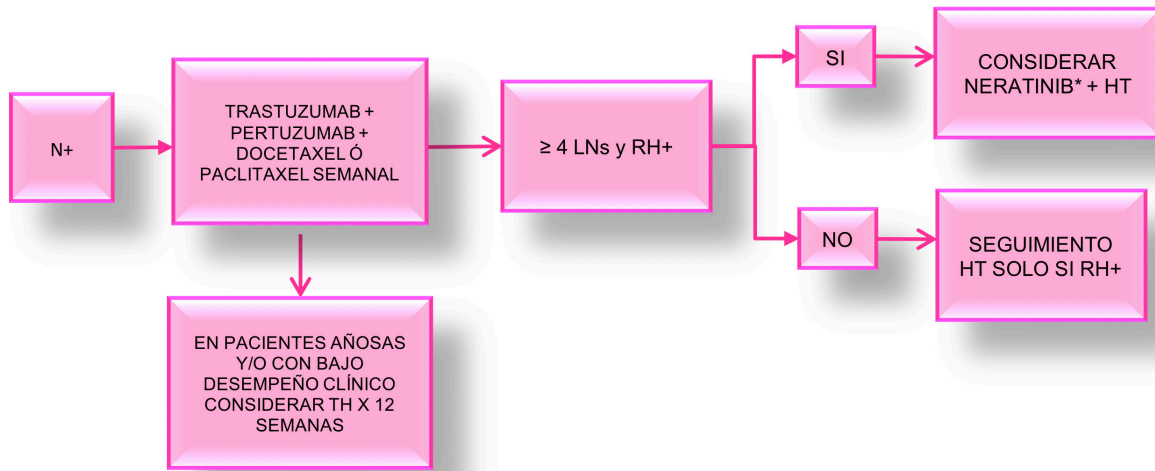 N+
TRASTUZUMAB +
PERTUZUMAB +
DOCETAXEL Ó
PACLITAXEL SEMANAL
EN PACIENTES AÑOSAS
Y/O CON BAJO
DESEMPEÑO CLÍNICO
CONSIDERAR TH X 12
SEMANAS
≥ 4 LNs y RH+
SI
CONSIDERAR
NERATINIB* + HT
NO
SEGUIMIENTO
HT SOLO SI RH+